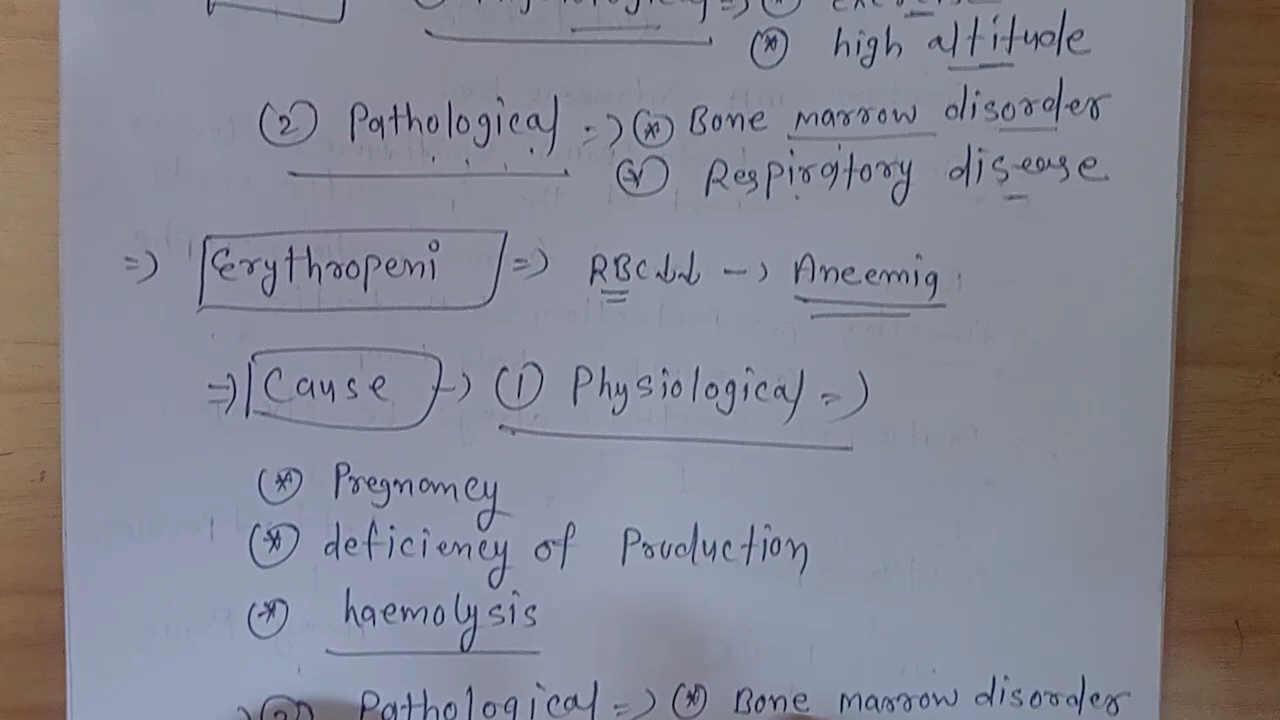 high altitude
(2) Pathological => (*) Bone marrow disorder
(*) Respiratory disease
=> Erythropeni => RBC↓↓ -> Aneemia
=> Cause -> (1) Physiological =>
(*) Pregnancy
(*) deficiency of Production
(*) haemolysis
(2) Pathological => (*) Bone marrow disorder